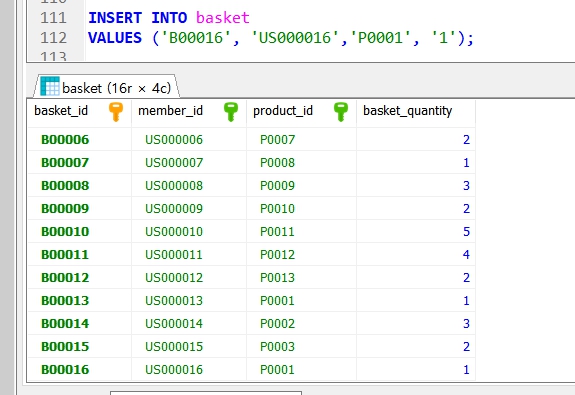 111 INSERT INTO basket
112 VALUES ('B00016', 'US000016','P0001', '1');
113
basket (16r × 4c)
basket_id member_id product_id basket_quantity
B00006 US000006 P0007 2
B00007 US000007 P0008 1
B00008 US000008 P0009 3
B00009 US000009 P0010 2
B00010 US000010 P0011 5
B00011 US000011 P0012 4
B00012 US000012 P0013 2
B00013 US000013 P0001 1
B00014 US000014 P0002 3
B00015 US000015 P0003 2
B00016 US000016 P0001 1